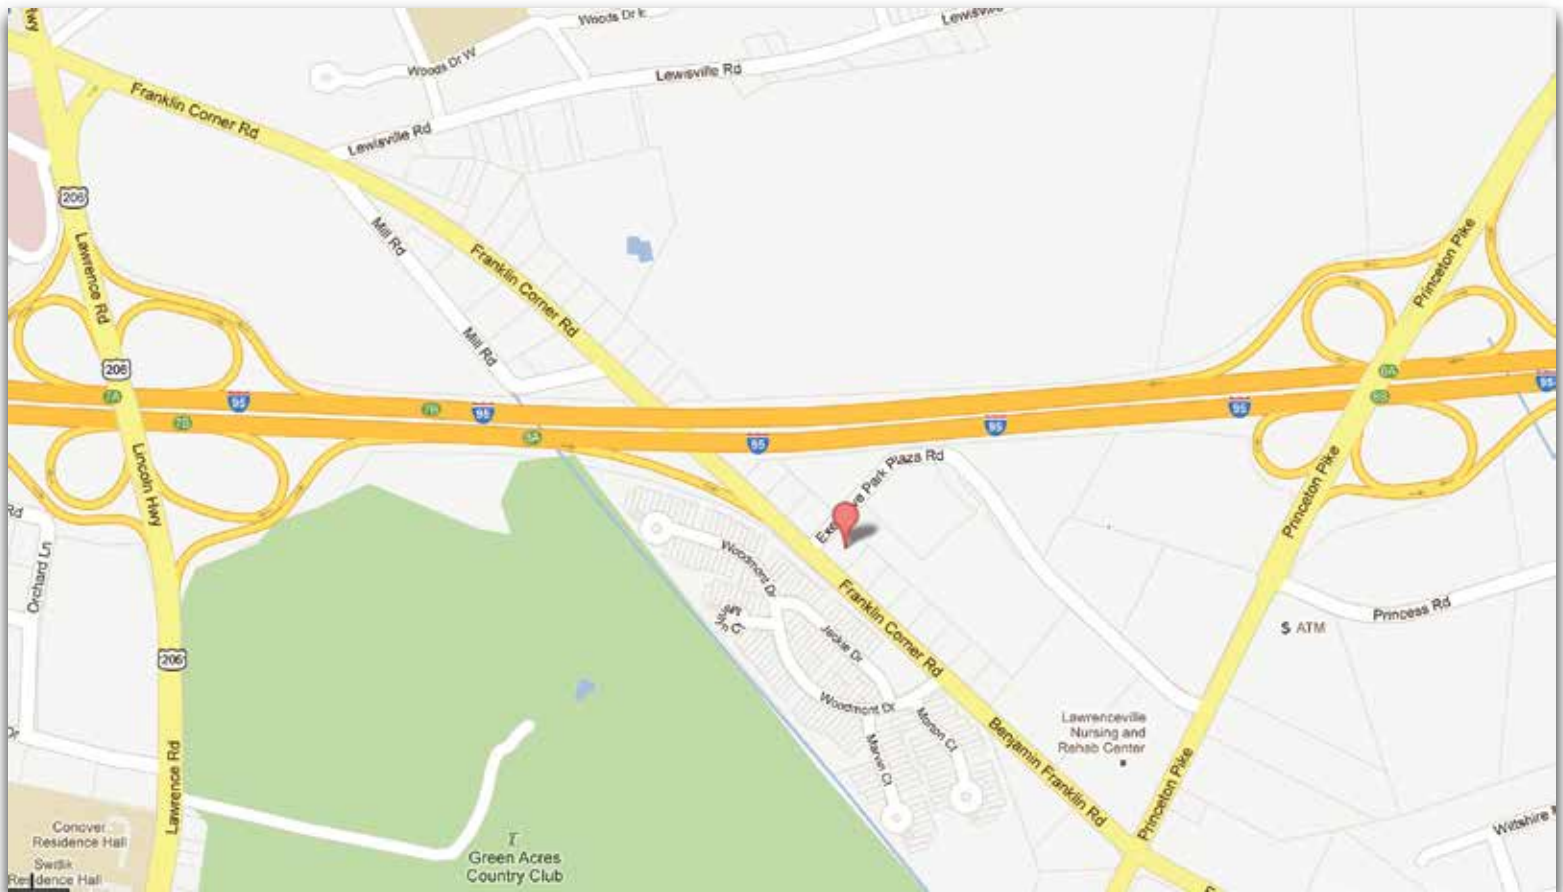 Hwy
Woods Dr E
Lewisville
Woods Dr W
Lewisville Rd
Franklin Corner Rd
Lewisville Rd
206
Mill Rd
Lawrence Rd
Franklin Corner Rd
Princeton Pike
Mill Rd
206
7A
95
7B
95
8A
8B
95
95
95
95
7B
8A
Lincoln Hwy
Plaza Rd
Park
Princeton Pike
Rd
Orchard Ln
Woodmont Dr
Franklin Corner Rd
Jackie Dr
Princess Rd
$ ATM
206
Woodmont Dr
Morton Ct
Marvin Ct
Lawrenceville
Nursing and
Rehab Center
Benjamin Franklin Rd
Princeton Pike
Dr
Lawrence Rd
Conover
Residence Hall
Switlik
Residence Hall
Green Acres
Country Club
Wiltshire